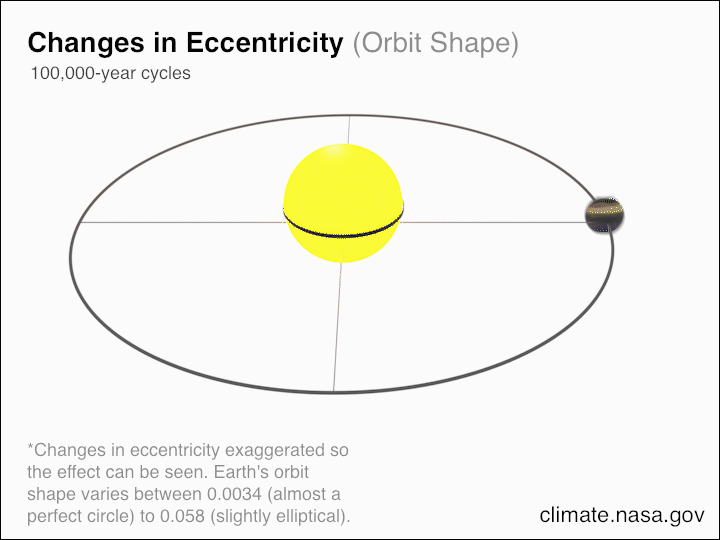 Changes in Eccentricity (Orbit Shape)
100,000-year cycles
*Changes in eccentricity exaggerated so
the effect can be seen. Earth's orbit
shape varies between 0.0034 (almost a
perfect circle) to 0.058 (slightly elliptical).
climate.nasa.gov